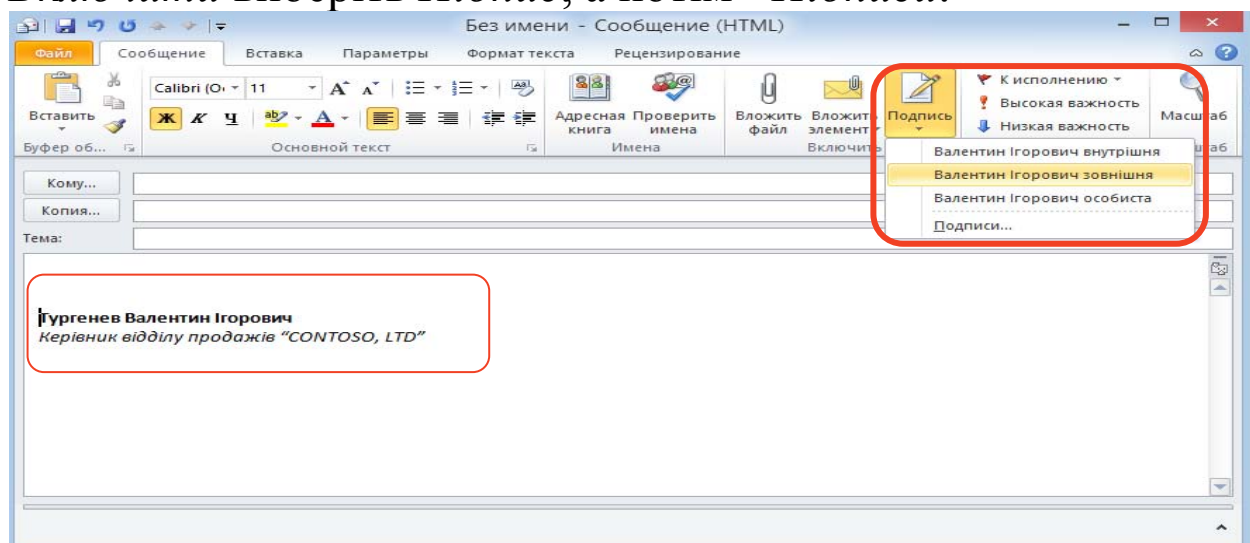 Без имени - Сообщение (HTML)
Файл Сообщение Вставка Параметры Формат текста Рецензирование
Вставить
Буфер об...
Calibri (О 11
Ж К Ч
Основной текст
Адресная книга
Проверить имена
Имена
Вложить файл
Вложить элемент
Включить
Подпись
К исполнению
Высокая важность
Низкая важность
Масштаб
Валентин Ігорович внутрішня
Валентин Ігорович зовнішня
Валентин Ігорович особиста
Подписи...
Кому...
Копия...
Тема:
Тургенев Валентин Ігорович
Керівник відділу продажів “CONTOSO, LTD”